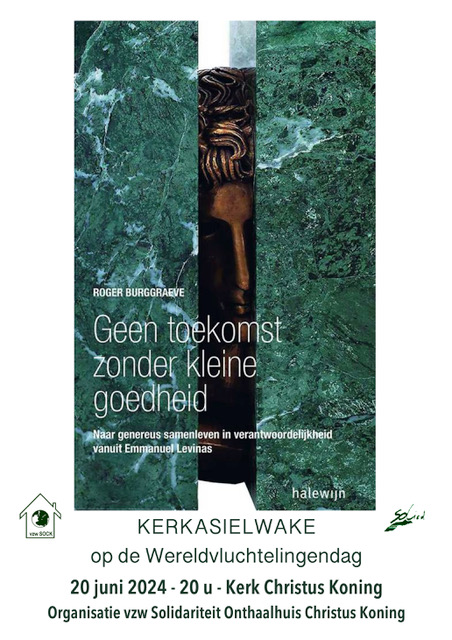 ROGER BURGGRAEVE
Geen toekomst
zonder kleine
goedheid
Naar genereus samenleven in verantwoordelijkheid
vanuit Emmanuel Levinas
halewijn
vzw SOCK
KERKASIELWAKE
op de Wereldvluchtelingendag
20 juni 2024 - 20 u - Kerk Christus Koning
Organisatie vzw Solidariteit Onthaalhuis Christus Koning